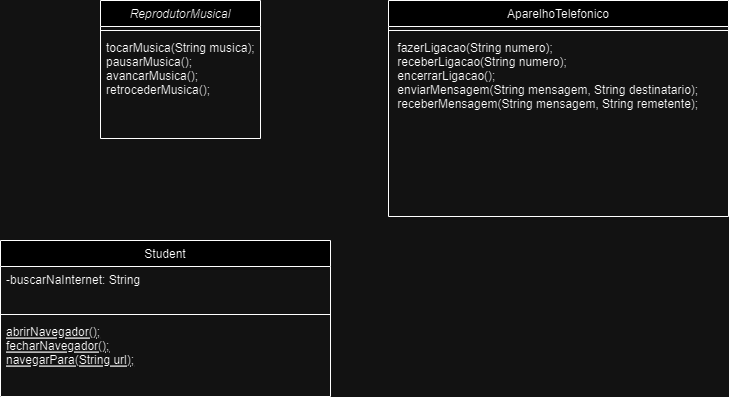 ReprodutorMusical
tocarMusica(String musica);
pausarMusica();
avancarMusica();
retrocederMusica();
AparelhoTelefonico
fazerLigacao(String numero);
receberLigacao(String numero);
encerrarLigacao();
enviarMensagem(String mensagem, String destinatario);
receberMensagem(String mensagem, String remetente);
Student
-buscarNaInternet: String
abrirNavegador();
fecharNavegador();
navegarPara(String url);